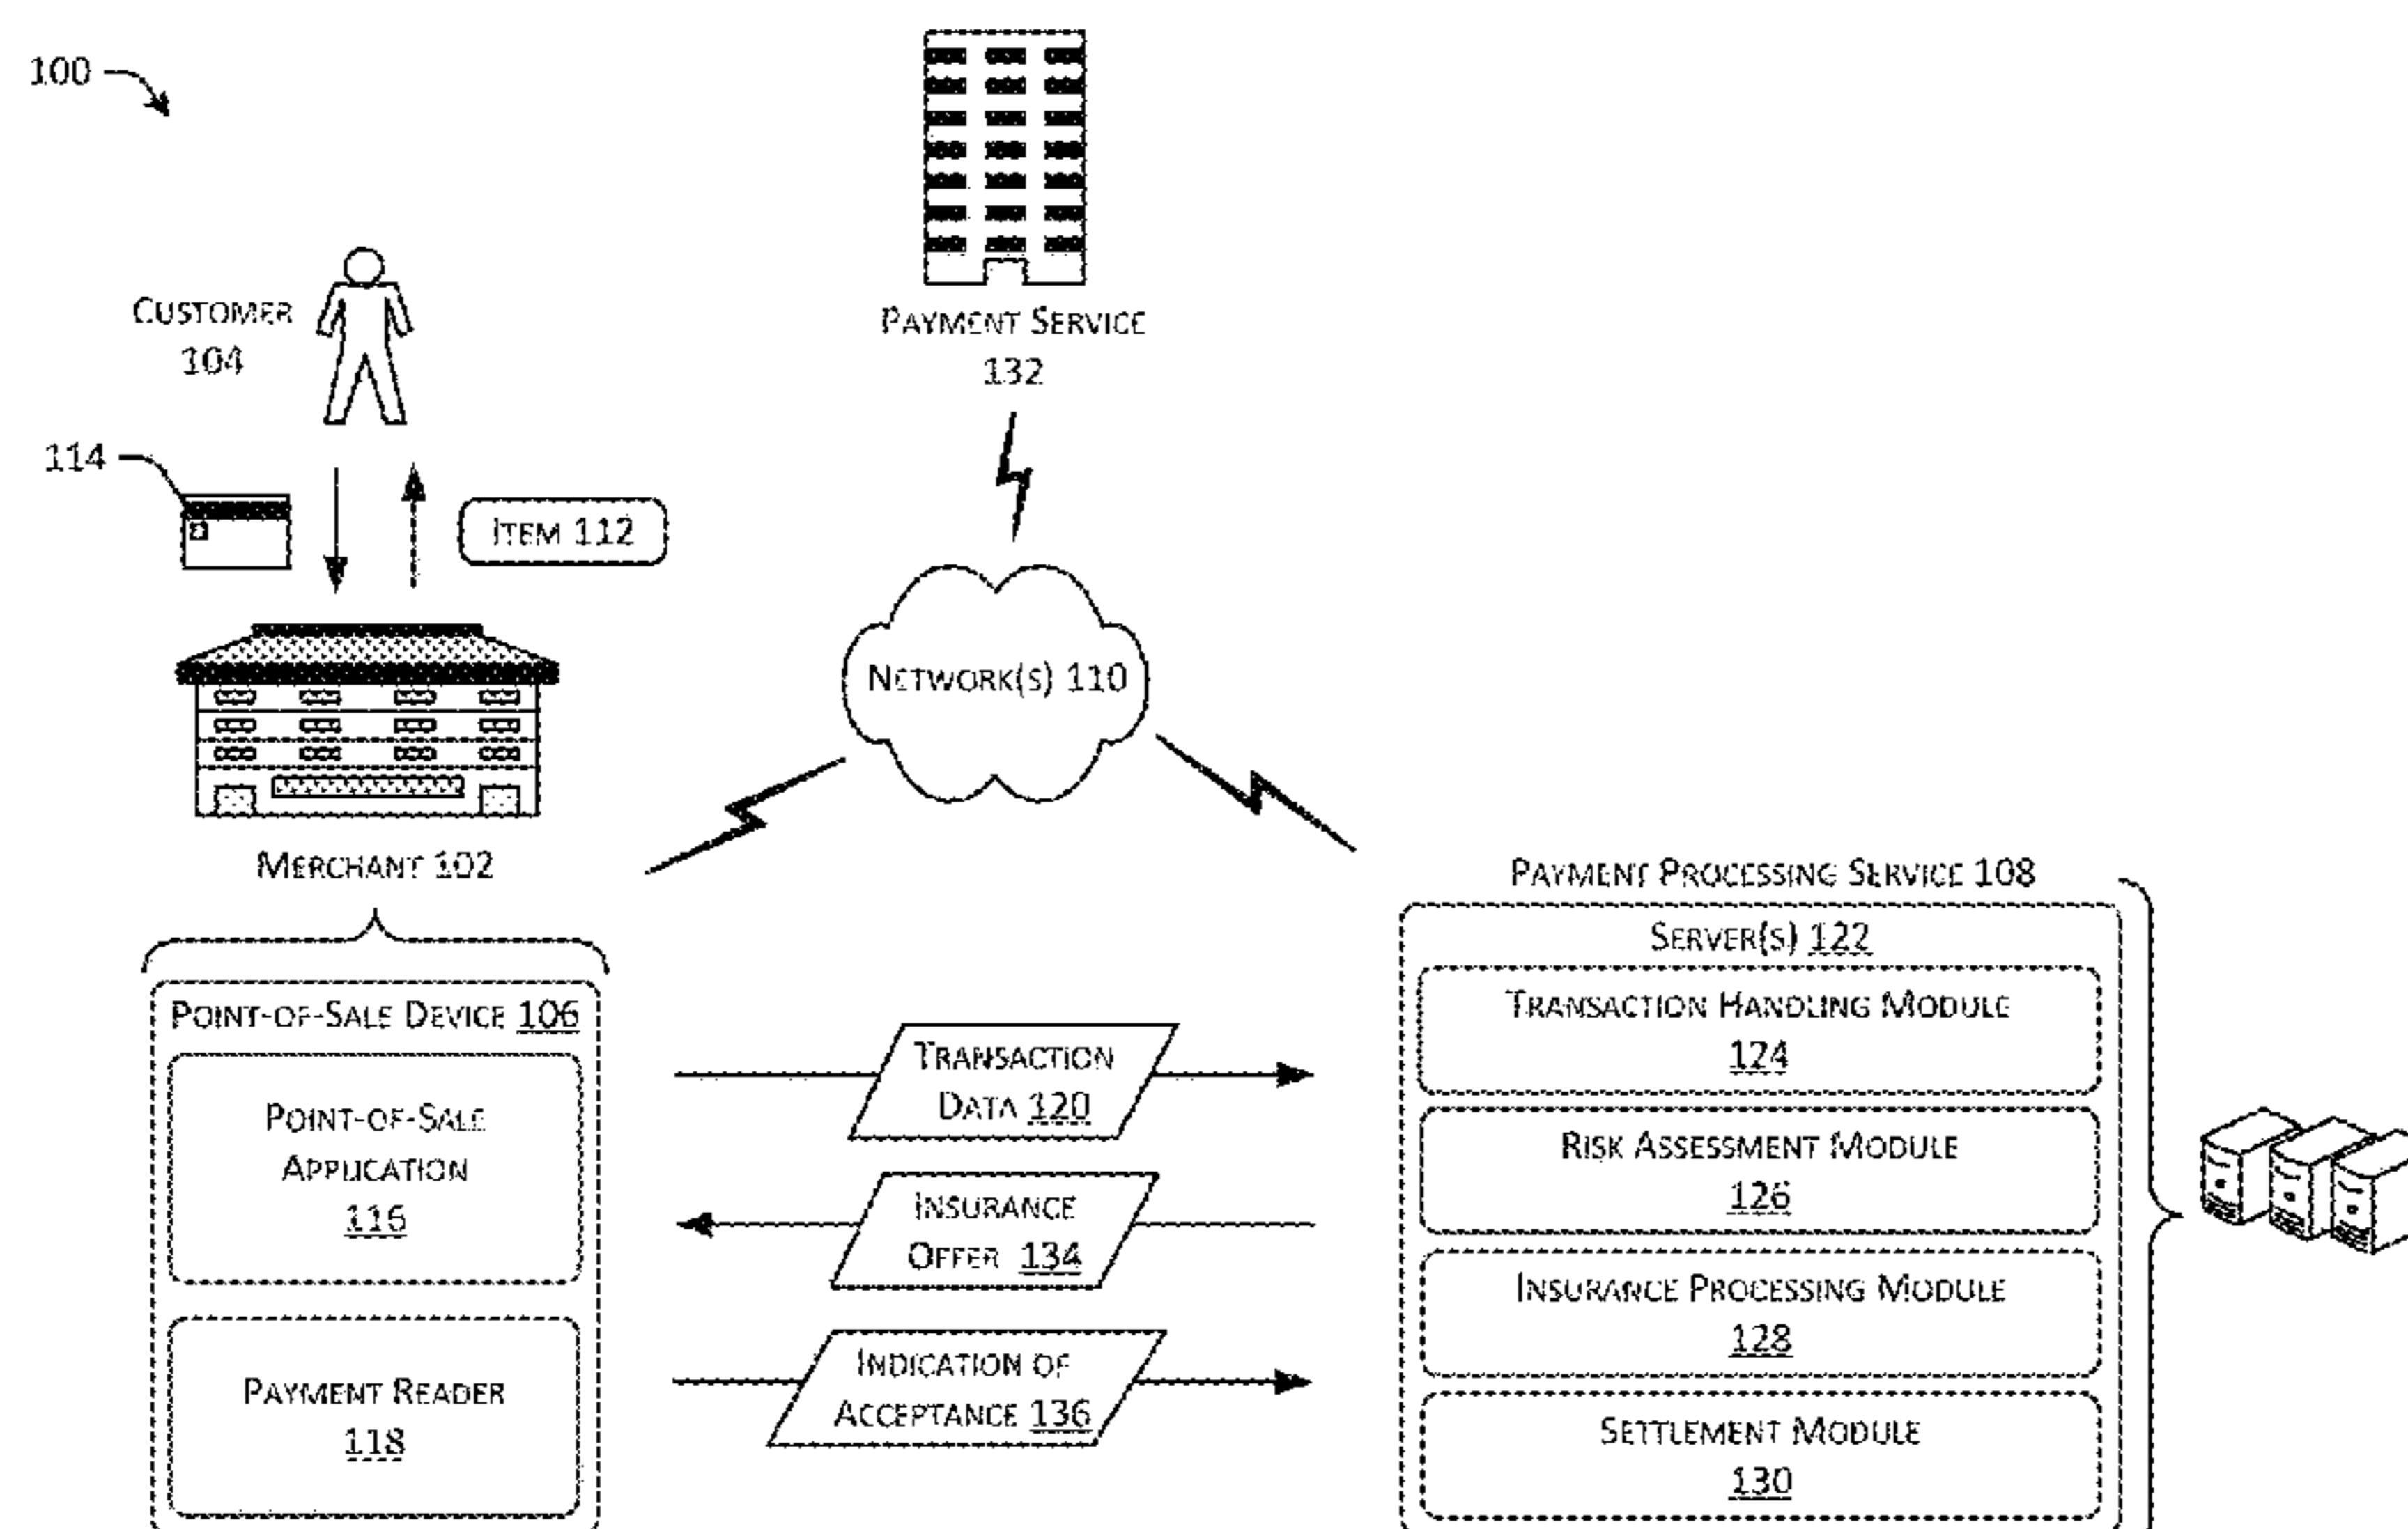 100
PAYMENT SERVICE
132
CUSTOMER
104
114
ITEM 112
NETWORK(S) 110
MERCHANT 102
POINT-OF-SALE DEVICE 106
POINT-OF-SALE
APPLICATION
116
PAYMENT READER
118
TRANSACTION
DATA 120
INSURANCE
OFFER 134
INDICATION OF
ACCEPTANCE 136
PAYMENT PROCESSING SERVICE 108
SERVER(S) 122
TRANSACTION HANDLING MODULE
124
RISK ASSESSMENT MODULE
126
INSURANCE PROCESSING MODULE
128
SETTLEMENT MODULE
130